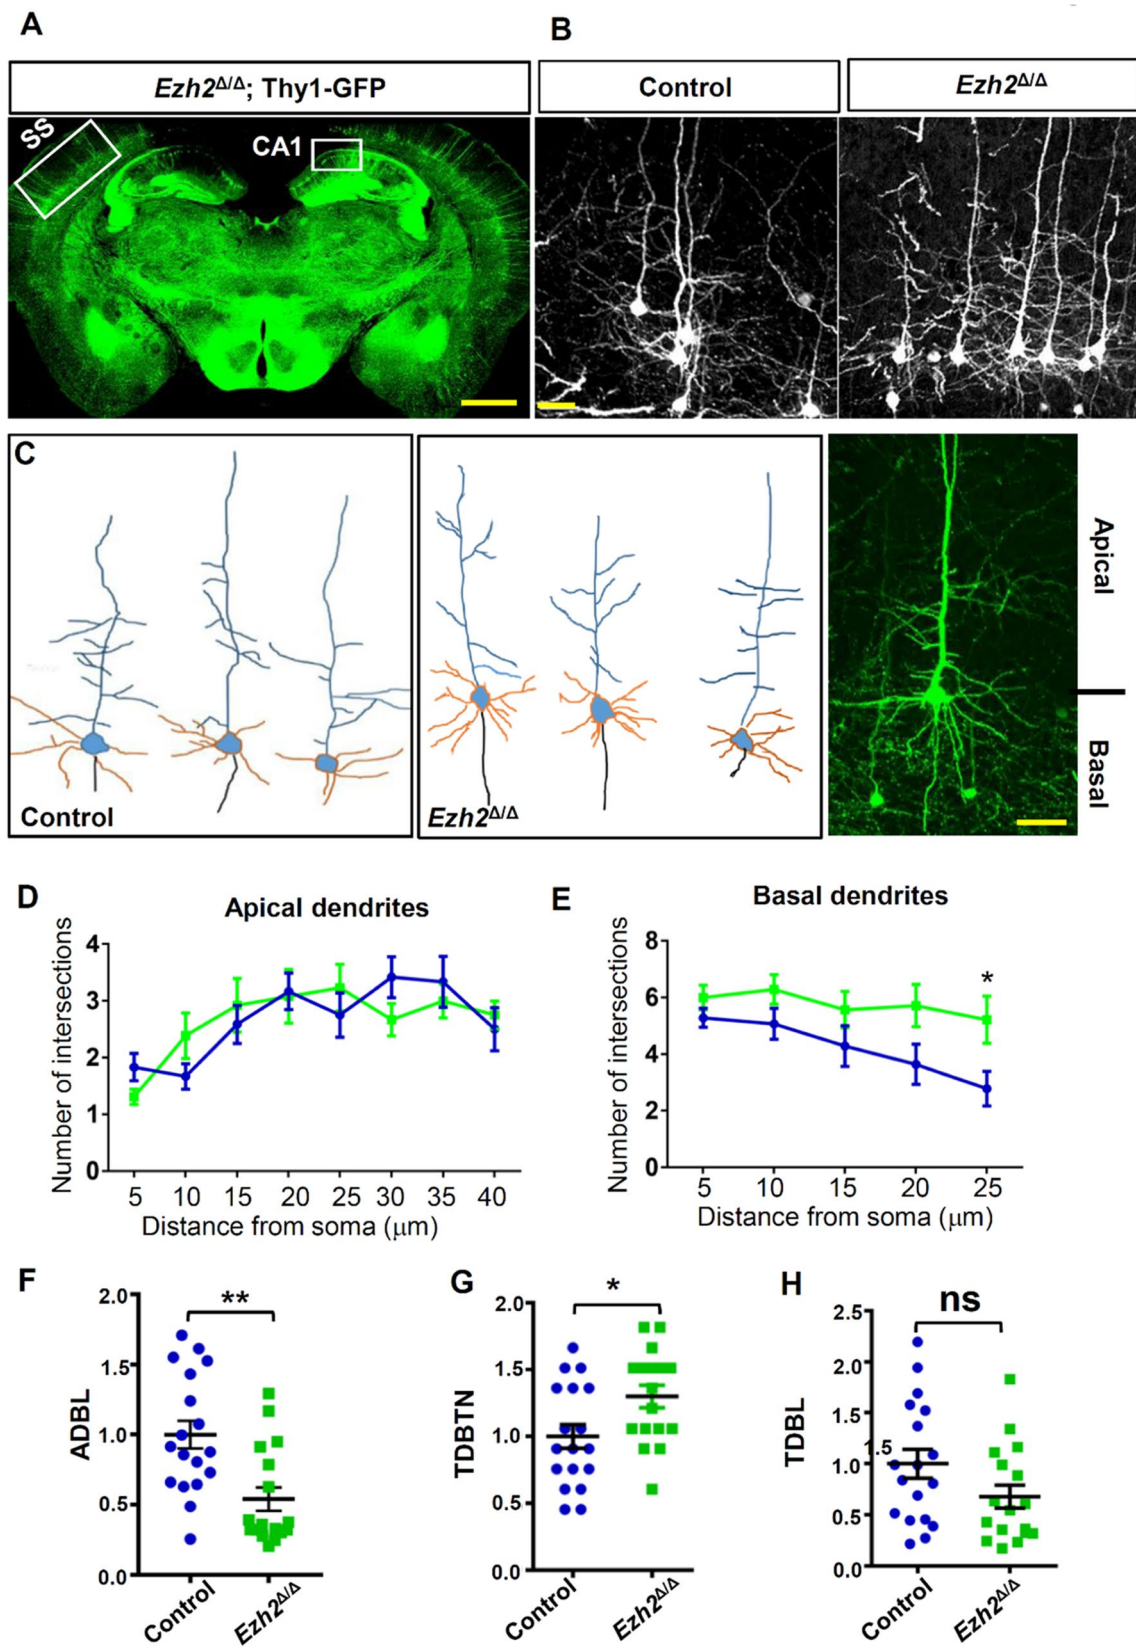 A
B
Ezh2Δ/Δ; Thy1-GFP
Control
Ezh2Δ/Δ
SS
CA1
C
Control
Ezh2Δ/Δ
Apical
Basal
D
Apical dendrites
Number of intersections
4
3
2
1
0
5 10 15 20 25 30 35 40
Distance from soma (μm)
E
Basal dendrites
Number of intersections
8
6
4
2
0
*
5 10 15 20 25
Distance from soma (μm)
F
ADBL
2.0
1.5
1.0
0.5
0.0
**
Control
Ezh2Δ/Δ
G
TDBTN
2.0
1.5
1.0
0.5
0.0
*
Control
Ezh2Δ/Δ
H
TDBL
2.5
2.0
1.5
1.0
0.5
0.0
ns
Control
Ezh2Δ/Δ